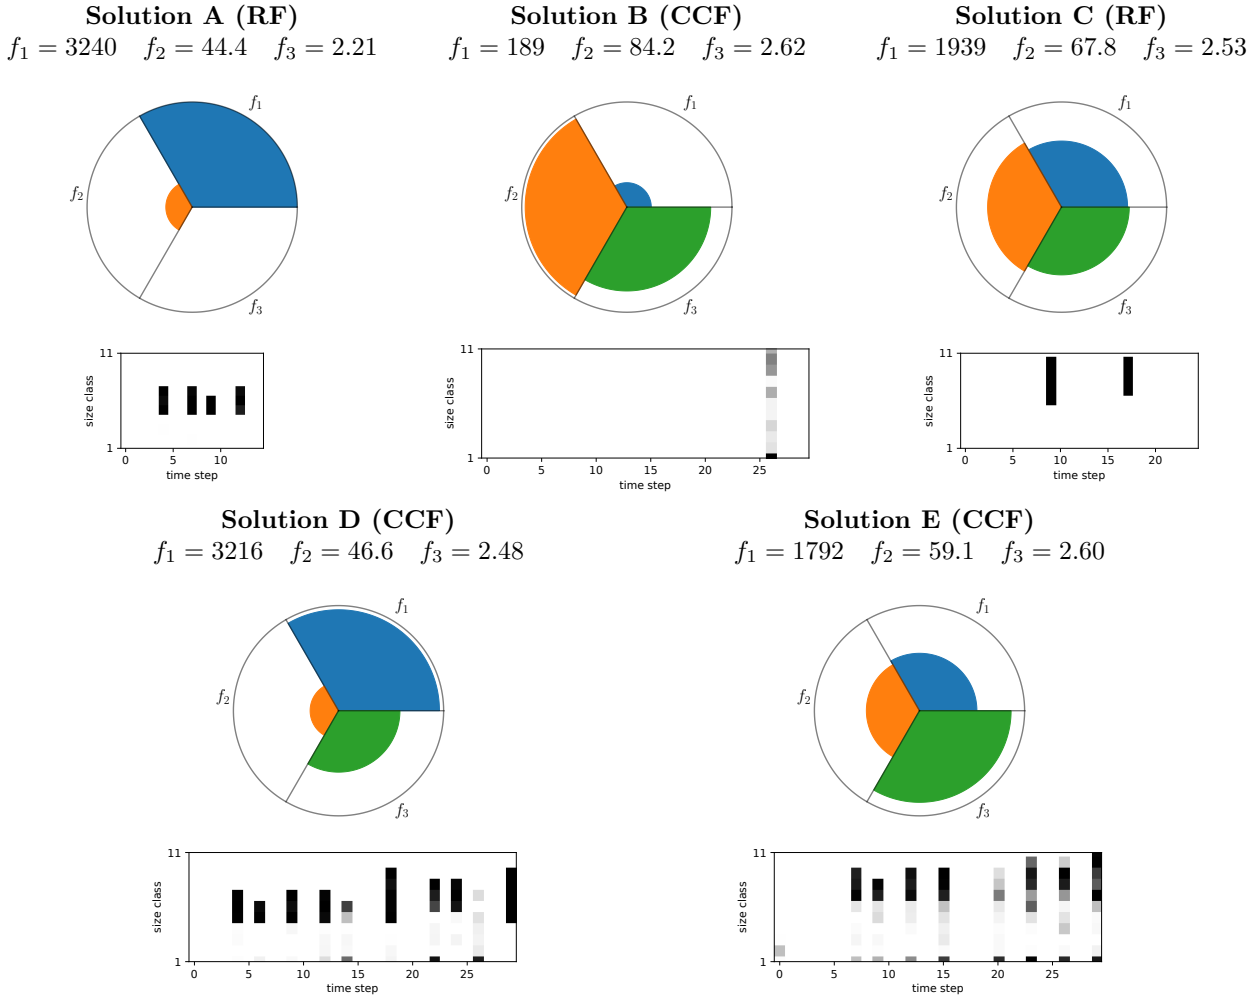 Solution A (RF)
f₁ = 3240 f₂ = 44.4 f₃ = 2.21
f₁
f₂
f₃
11
size class
1
0 5 10
time step
Solution B (CCF)
f₁ = 189 f₂ = 84.2 f₃ = 2.62
f₁
f₂
f₃
11
size class
1
0 5 10 15 20 25
time step
Solution C (RF)
f₁ = 1939 f₂ = 67.8 f₃ = 2.53
f₁
f₂
f₃
11
size class
1
0 5 10 15 20
time step
Solution D (CCF)
f₁ = 3216 f₂ = 46.6 f₃ = 2.48
f₁
f₂
f₃
11
size class
1
0 5 10 15 20 25
time step
Solution E (CCF)
f₁ = 1792 f₂ = 59.1 f₃ = 2.60
f₁
f₂
f₃
11
size class
1
0 5 10 15 20 25
time step